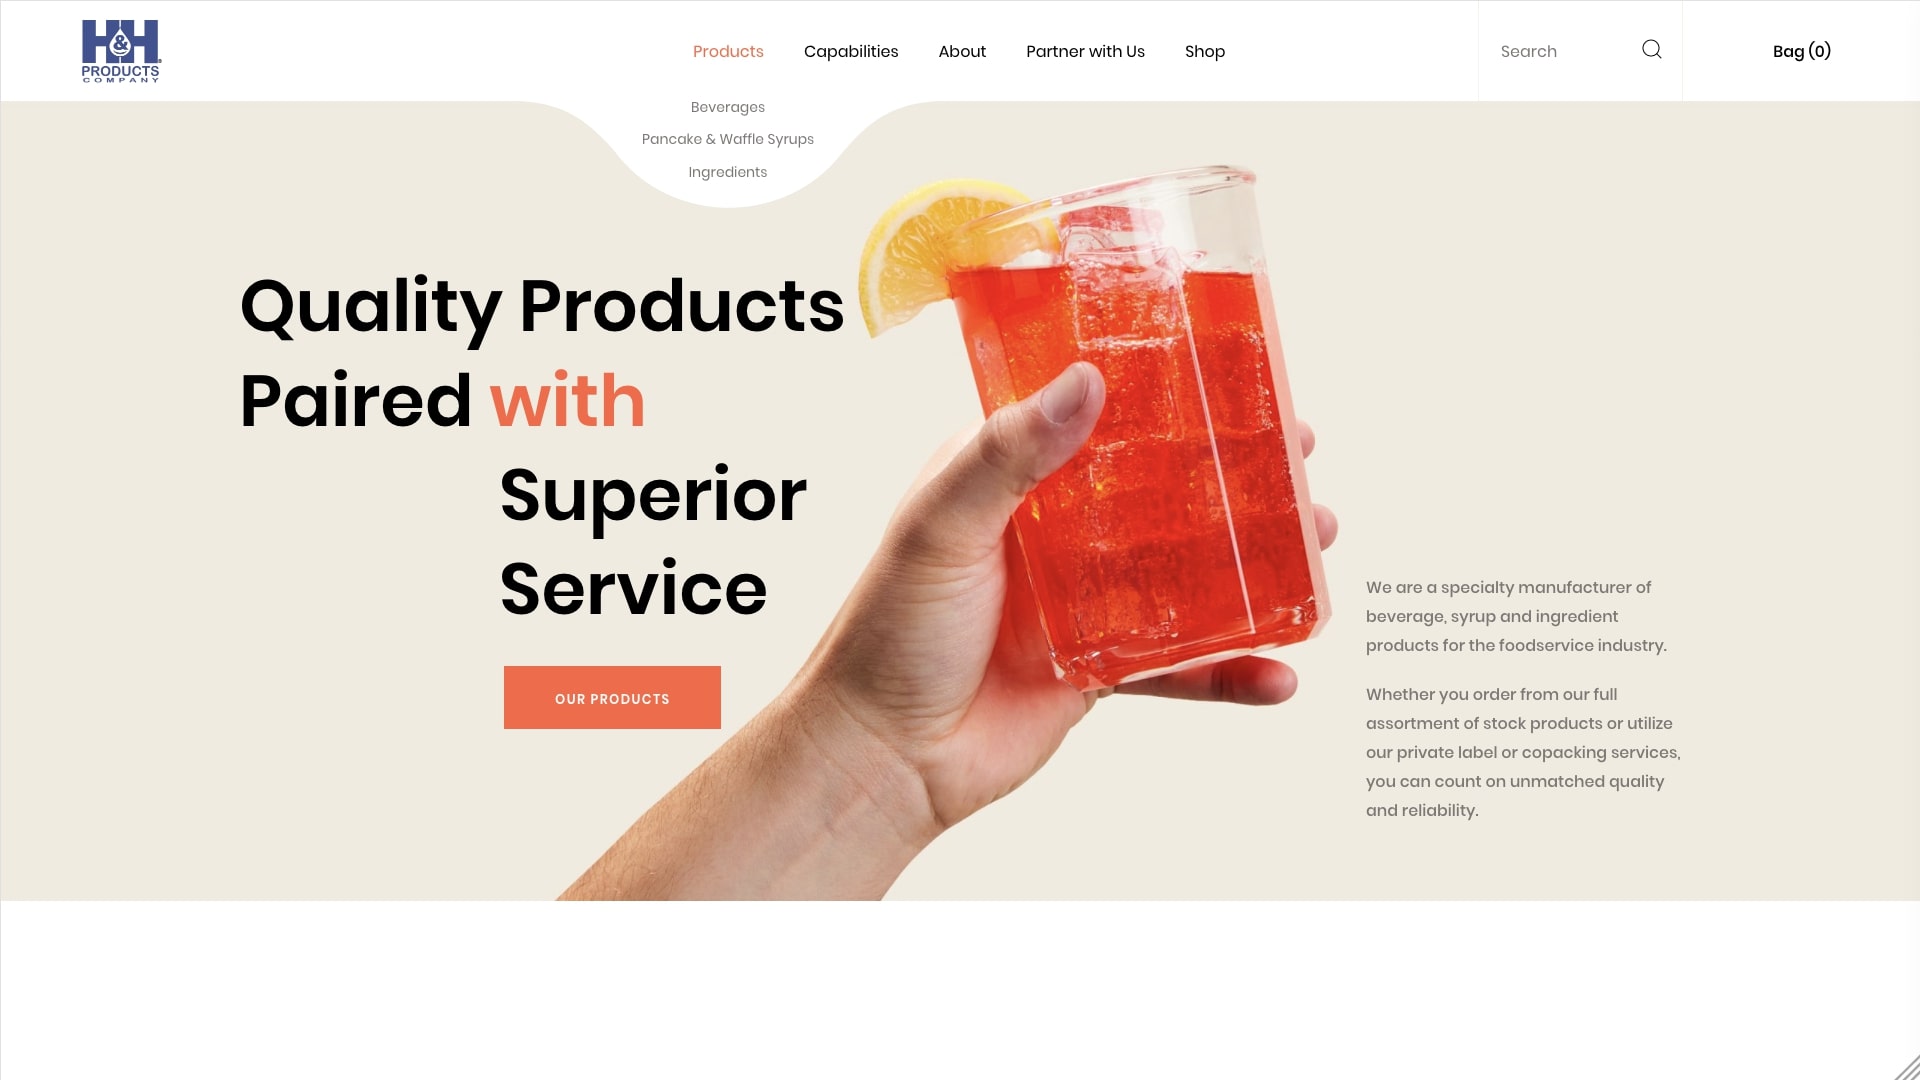 H&H
PRODUCTS
COMPANY
Products
Capabilities
About
Partner with Us
Shop
Search
Bag (0)
Beverages
Pancake & Waffle Syrups
Ingredients
Quality Products
Paired with
Superior
Service
OUR PRODUCTS
We are a specialty manufacturer of
beverage, syrup and ingredient
products for the foodservice industry.
Whether you order from our full
assortment of stock products or utilize
our private label or copacking services,
you can count on unmatched quality
and reliability.